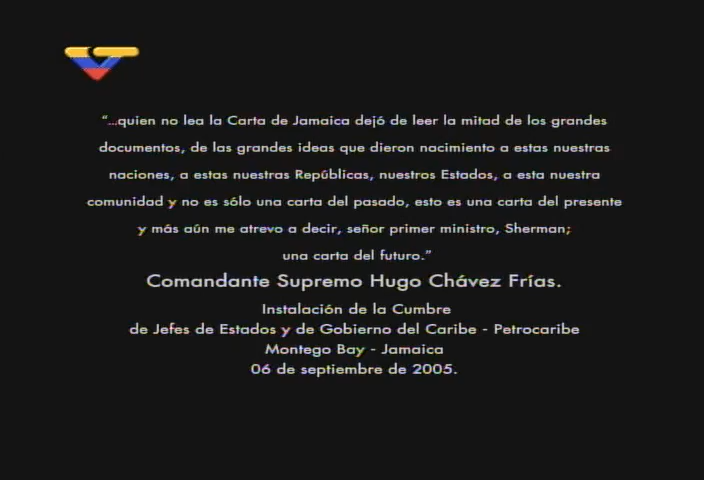 “...quien no lea la Carta de Jamaica dejó de leer la mitad de los grandes
documentos, de las grandes ideas que dieron nacimiento a estas nuestras
naciones, a estas nuestras Repúblicas, nuestros Estados, a esta nuestra
comunidad y no es sólo una carta del pasado, esto es una carta del presente
y más aún me atrevo a decir, señor primer ministro, Sherman;
una carta del futuro.”
Comandante Supremo Hugo Chávez Frías.
Instalación de la Cumbre
de Jefes de Estados y de Gobierno del Caribe - Petrocaribe
Montego Bay - Jamaica
06 de septiembre de 2005.